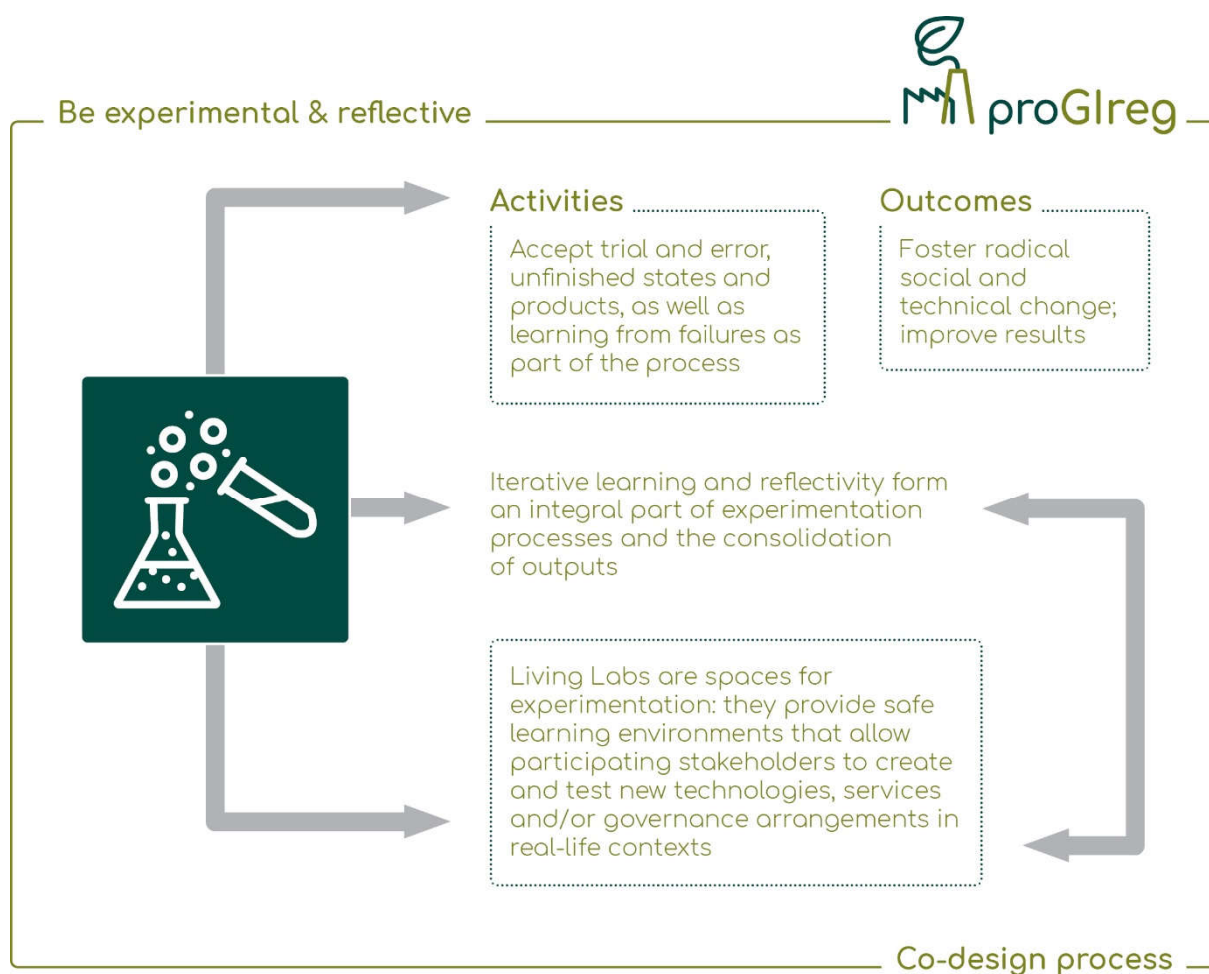 Be experimental & reflective
proGIreg
Activities
Accept trial and error,
unfinished states and
products, as well as
learning from failures as
part of the process
Outcomes
Foster radical
social and
technical change;
improve results
Iterative learning and reflectivity form
an integral part of experimentation
processes and the consolidation
of outputs
Living Labs are spaces for
experimentation: they provide safe
learning environments that allow
participating stakeholders to create
and test new technologies, services
and/or governance arrangements in
real-life contexts
Co-design process